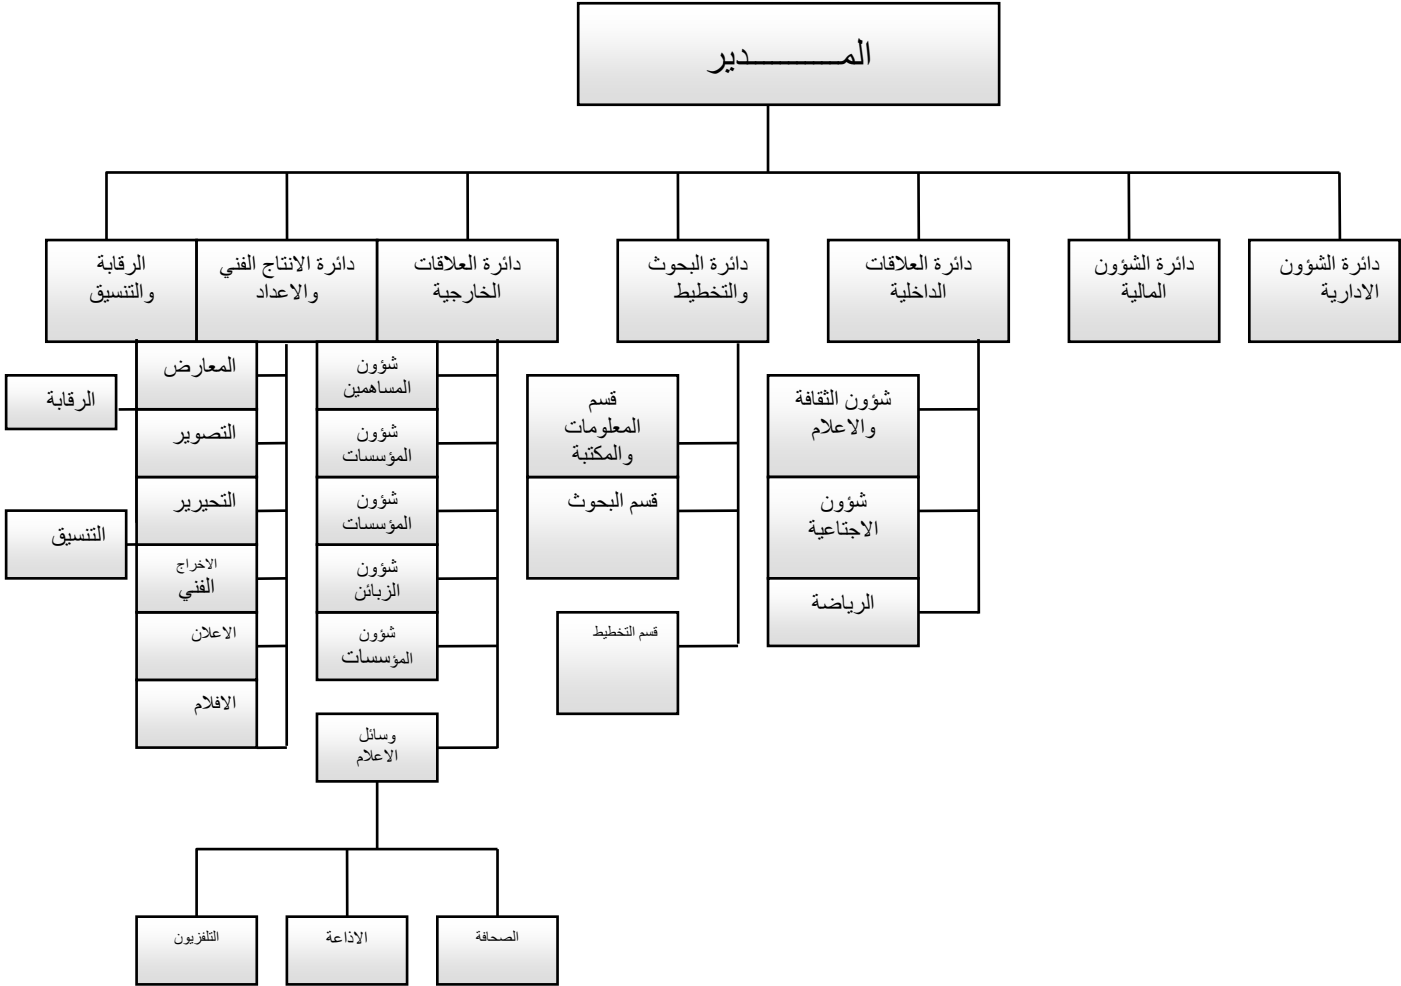 المـــــــــــدير
دائرة الشؤون
الادارية
دائرة الشؤون
المالية
دائرة العلاقات
الداخلية
دائرة البحوث
والتخطيط
دائرة العلاقات
الخارجية
دائرة الانتاج الفني
والاعداد
الرقابة
والتنسيق
شؤون الثقافة
والاعلام
شؤون
الاجتاعية
الرياضة
قسم
المعلومات
والمكتبة
قسم البحوث
قسم التخطيط
شؤون
المساهمين
شؤون
المؤسسات
شؤون
المؤسسات
شؤون
الزبائن
شؤون
المؤسسات
وسائل
الاعلام
الصحافة
الاذاعة
التلفزيون
المعارض
التصوير
التحيرير
الاخراج
الفني
الاعلان
الافلام
الرقابة
التنسيق